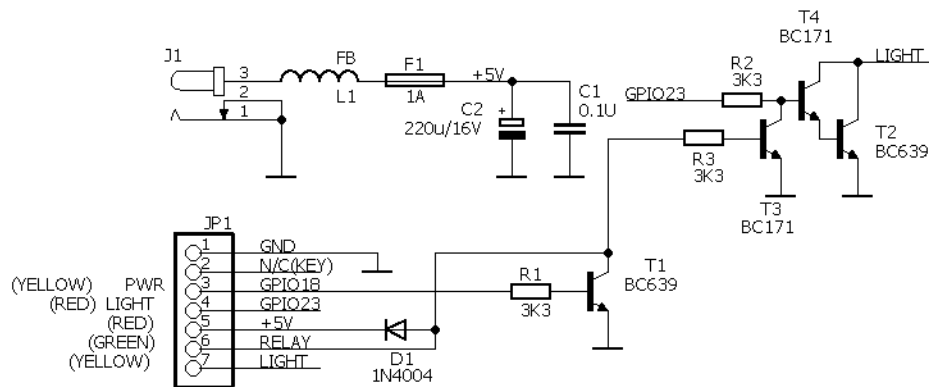 T4
BC171
LIGHT
J1
FB
F1
+5V
R2
3K3
3
L1
1A
2
1
C2
+
220u/16V
C1
0.1U
GPIO23
T2
BC639
R3
3K3
T3
BC171
JP1
1 GND
2 N/C(KEY)
(YELLOW) PWR 3 GPIO18
(RED) LIGHT 4 GPIO23
(RED) 5 +5V
(GREEN) 6 RELAY
(YELLOW) 7 LIGHT
R1
3K3
T1
BC639
D1
1N4004